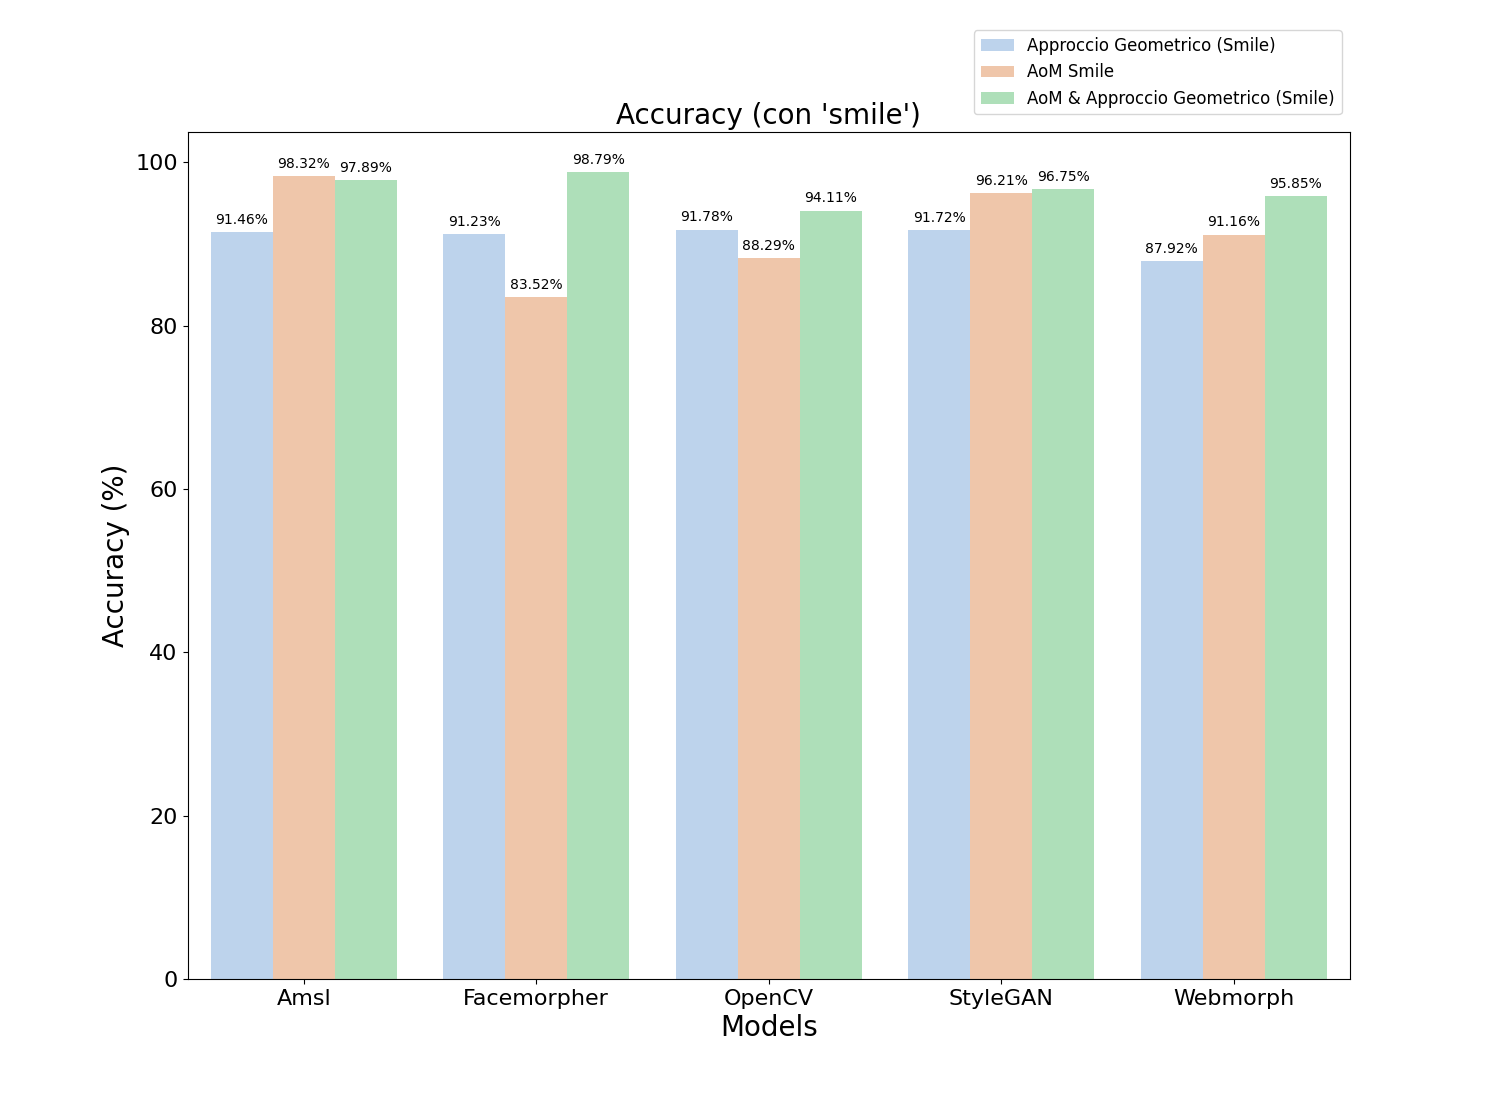 Approccio Geometrico (Smile)
AoM Smile
AoM & Approccio Geometrico (Smile)
Accuracy (con 'smile')
100
80
60
40
20
0
Accuracy (%)
91.46%
98.32%
97.89%
91.23%
83.52%
98.79%
91.78%
88.29%
94.11%
91.72%
96.21%
96.75%
87.92%
91.16%
95.85%
Amsl
Facemorpher
OpenCV
StyleGAN
Webmorph
Models